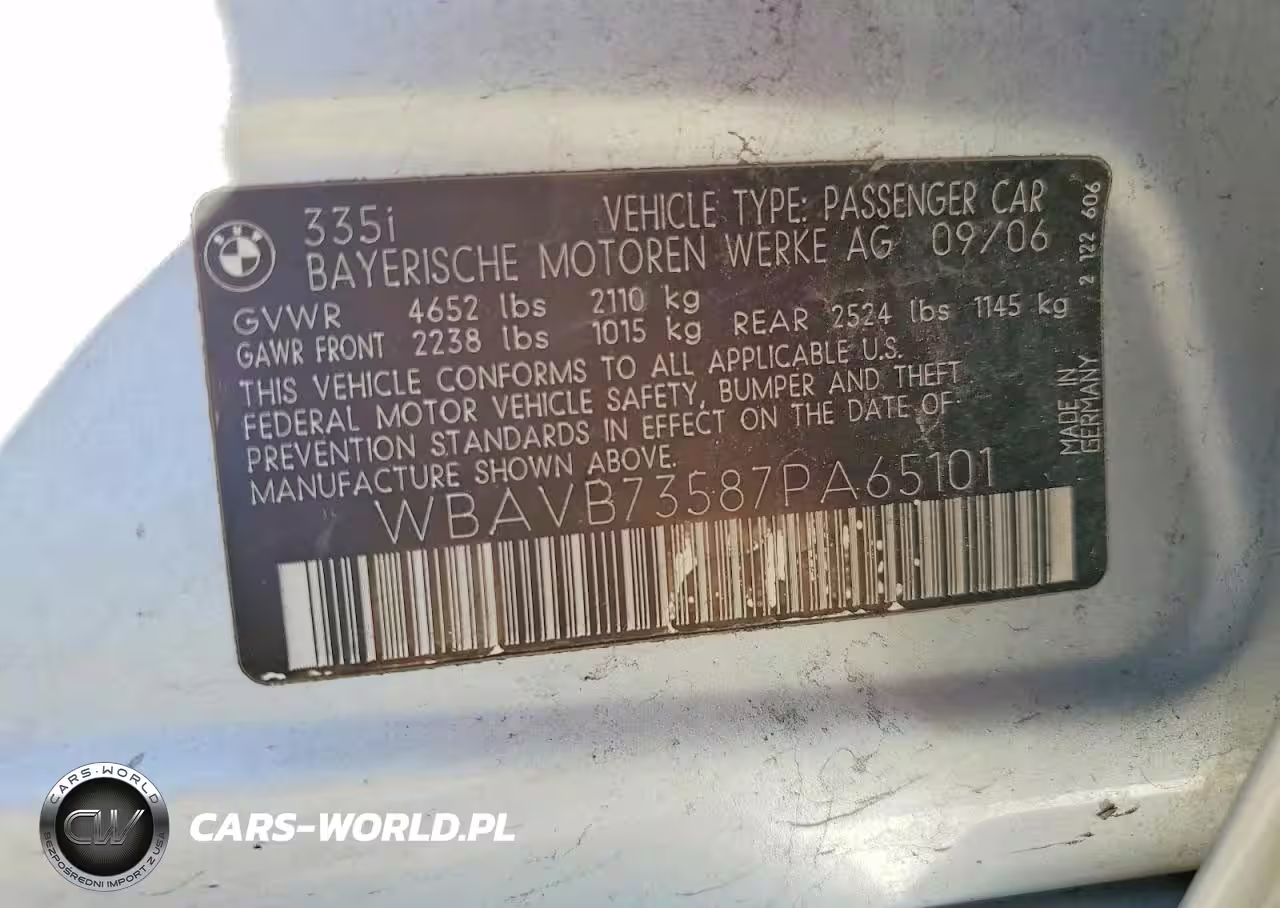 335i VEHICLE TYPE: PASSENGER CAR
BAYERISCHE MOTOREN WERKE AG 09/06
GVWR 4652 lbs 2110 kg
GAWR FRONT 2238 lbs 1015 kg REAR 2524 lbs 1145 kg
THIS VEHICLE CONFORMS TO ALL APPLICABLE U.S.
FEDERAL MOTOR VEHICLE SAFETY, BUMPER AND THEFT
PREVENTION STANDARDS IN EFFECT ON THE DATE OF
MANUFACTURE SHOWN ABOVE.
WBAVB73587PA65101
2 122 606
MADE IN
GERMANY
CARS-WORLD
CW
BEZPOŚREDNI IMPORT Z USA
CARS-WORLD.PL